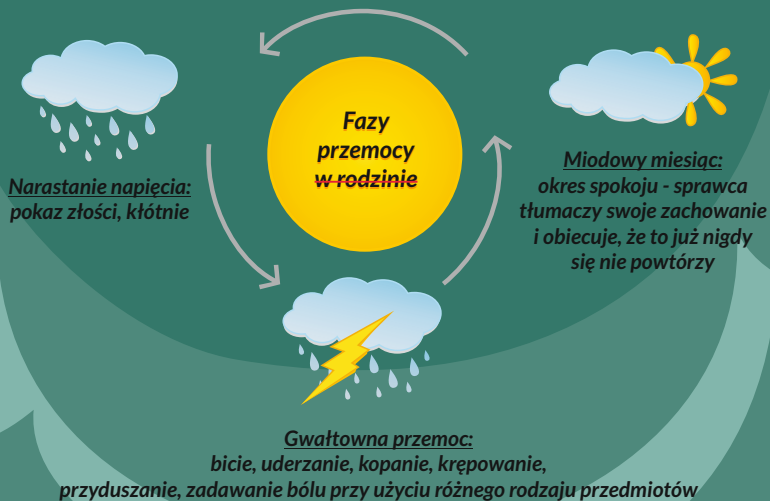 Fazy
przemocy
w rodzinie
Narastanie napięcia:
pokaz złości, kłótnie
Miodowy miesiąc:
okres spokoju - sprawca
tłumaczy swoje zachowanie
i obiecuje, że to już nigdy
się nie powtórzy
Gwałtowna przemoc:
bicie, uderzanie, kopanie, krępowanie,
przyduszanie, zadawanie bólu przy użyciu różnego rodzaju przedmiotów